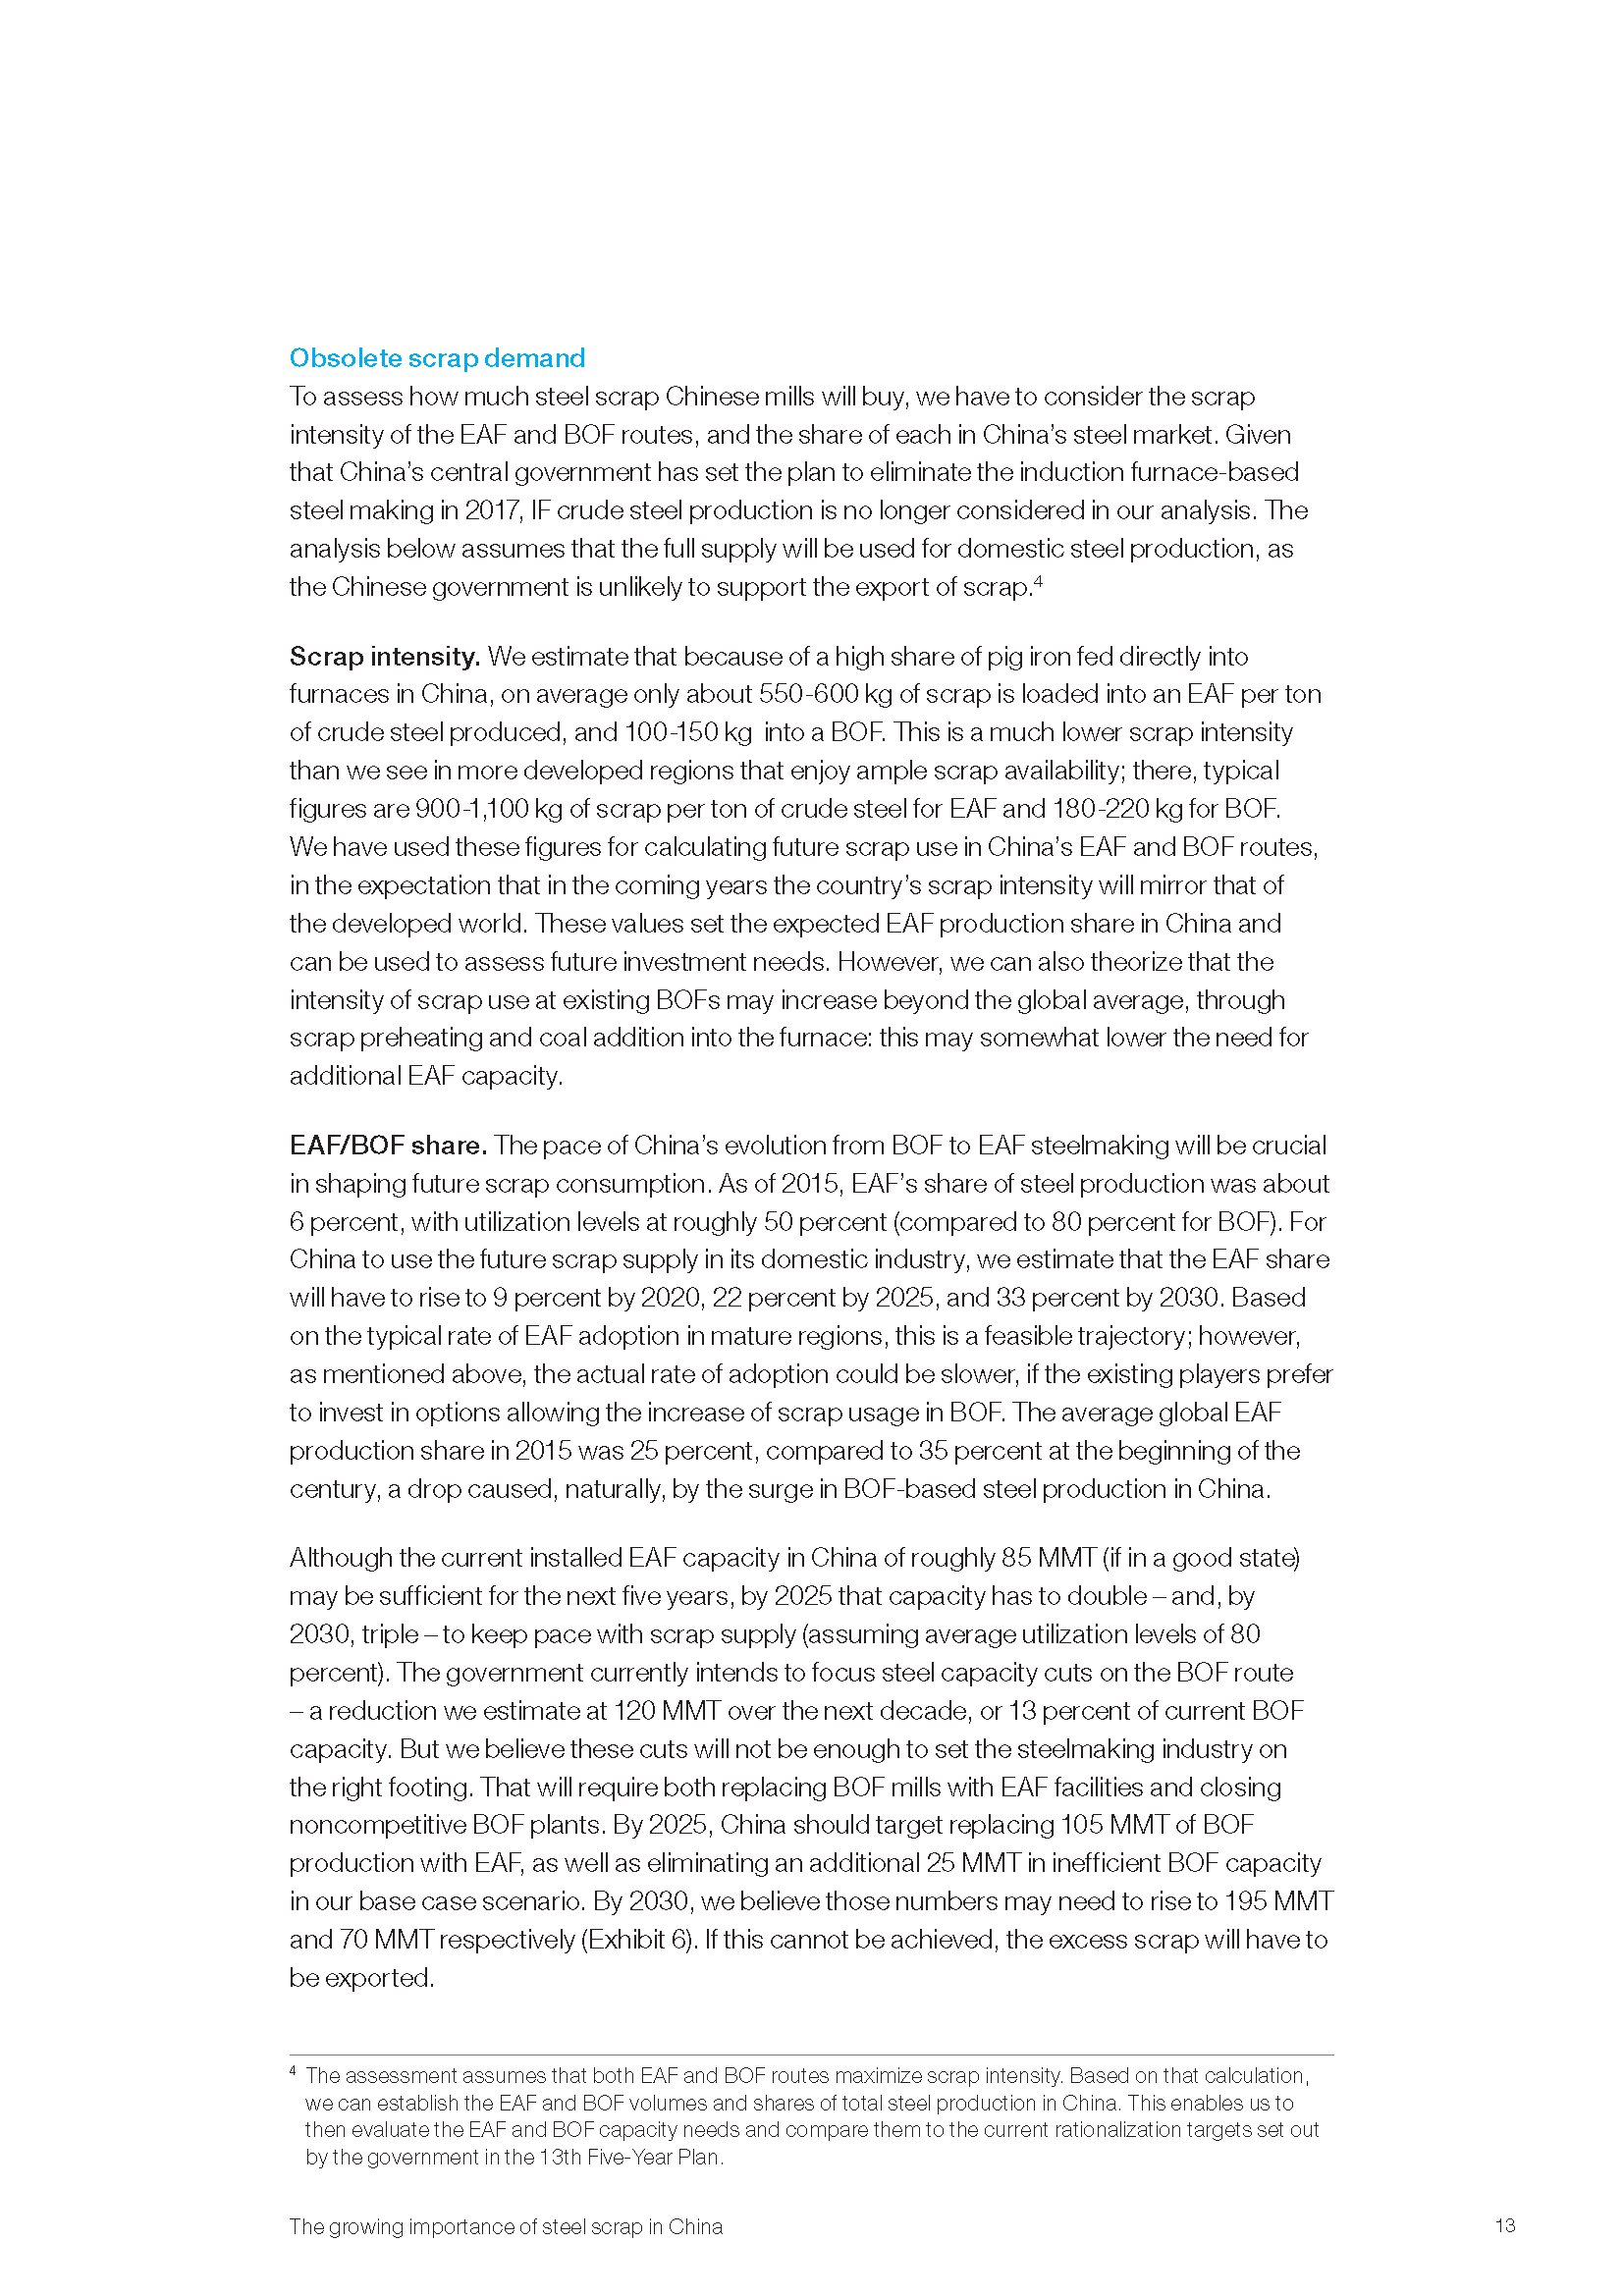 Obsolete scrap demand
To assess how much steel scrap Chinese mills will buy, we have to consider the scrap
intensity of the EAF and BOF routes, and the share of each in China’s steel market. Given
that China’s central government has set the plan to eliminate the induction furnace-based
steel making in 2017, IF crude steel production is no longer considered in our analysis. The
analysis below assumes that the full supply will be used for domestic steel production, as
the Chinese government is unlikely to support the export of scrap.4
Scrap intensity. We estimate that because of a high share of pig iron fed directly into
furnaces in China, on average only about 550-600 kg of scrap is loaded into an EAF per ton
of crude steel produced, and 100-150 kg into a BOF. This is a much lower scrap intensity
than we see in more developed regions that enjoy ample scrap availability; there, typical
figures are 900-1,100 kg of scrap per ton of crude steel for EAF and 180-220 kg for BOF.
We have used these figures for calculating future scrap use in China’s EAF and BOF routes,
in the expectation that in the coming years the country’s scrap intensity will mirror that of
the developed world. These values set the expected EAF production share in China and
can be used to assess future investment needs. However, we can also theorize that the
intensity of scrap use at existing BOFs may increase beyond the global average, through
scrap preheating and coal addition into the furnace: this may somewhat lower the need for
additional EAF capacity.
EAF/BOF share. The pace of China’s evolution from BOF to EAF steelmaking will be crucial
in shaping future scrap consumption. As of 2015, EAF’s share of steel production was about
6 percent, with utilization levels at roughly 50 percent (compared to 80 percent for BOF). For
China to use the future scrap supply in its domestic industry, we estimate that the EAF share
will have to rise to 9 percent by 2020, 22 percent by 2025, and 33 percent by 2030. Based
on the typical rate of EAF adoption in mature regions, this is a feasible trajectory; however,
as mentioned above, the actual rate of adoption could be slower, if the existing players prefer
to invest in options allowing the increase of scrap usage in BOF. The average global EAF
production share in 2015 was 25 percent, compared to 35 percent at the beginning of the
century, a drop caused, naturally, by the surge in BOF-based steel production in China.
Although the current installed EAF capacity in China of roughly 85 MMT (if in a good state)
may be sufficient for the next five years, by 2025 that capacity has to double – and, by
2030, triple – to keep pace with scrap supply (assuming average utilization levels of 80
percent). The government currently intends to focus steel capacity cuts on the BOF route
– a reduction we estimate at 120 MMT over the next decade, or 13 percent of current BOF
capacity. But we believe these cuts will not be enough to set the steelmaking industry on
the right footing. That will require both replacing BOF mills with EAF facilities and closing
noncompetitive BOF plants. By 2025, China should target replacing 105 MMT of BOF
production with EAF, as well as eliminating an additional 25 MMT in inefficient BOF capacity
in our base case scenario. By 2030, we believe those numbers may need to rise to 195 MMT
and 70 MMT respectively (Exhibit 6). If this cannot be achieved, the excess scrap will have to
be exported.
4 The assessment assumes that both EAF and BOF routes maximize scrap intensity. Based on that calculation,
we can establish the EAF and BOF volumes and shares of total steel production in China. This enables us to
then evaluate the EAF and BOF capacity needs and compare them to the current rationalization targets set out
by the government in the 13th Five-Year Plan.
The growing importance of steel scrap in China
13